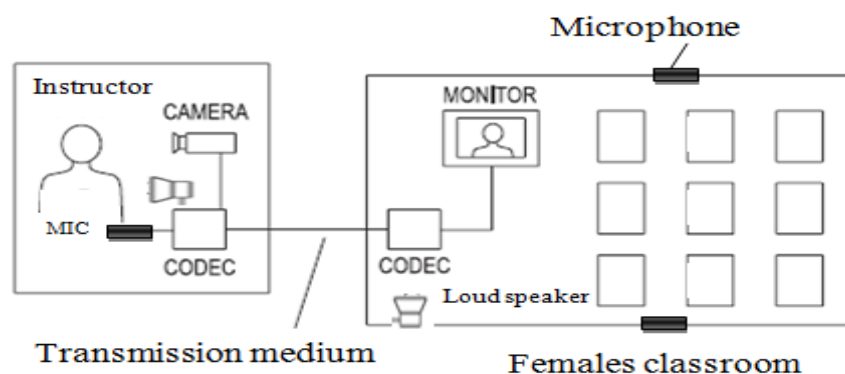 Microphone
Instructor
CAMERA
MONITOR
MIC
CODEC
CODEC
Loud speaker
Transmission medium
Females classroom